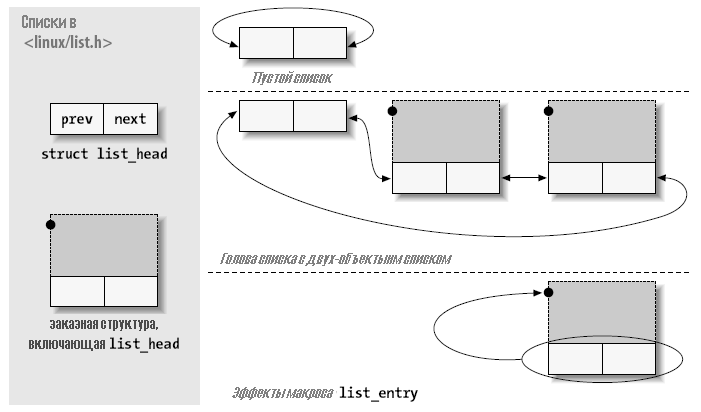 Списки в
<linux/list.h>
prev next
struct list_head
заказная структура,
включающая list_head
Пустой список
Голова списка с двух-объектным списком
Эффекты макроса list_entry